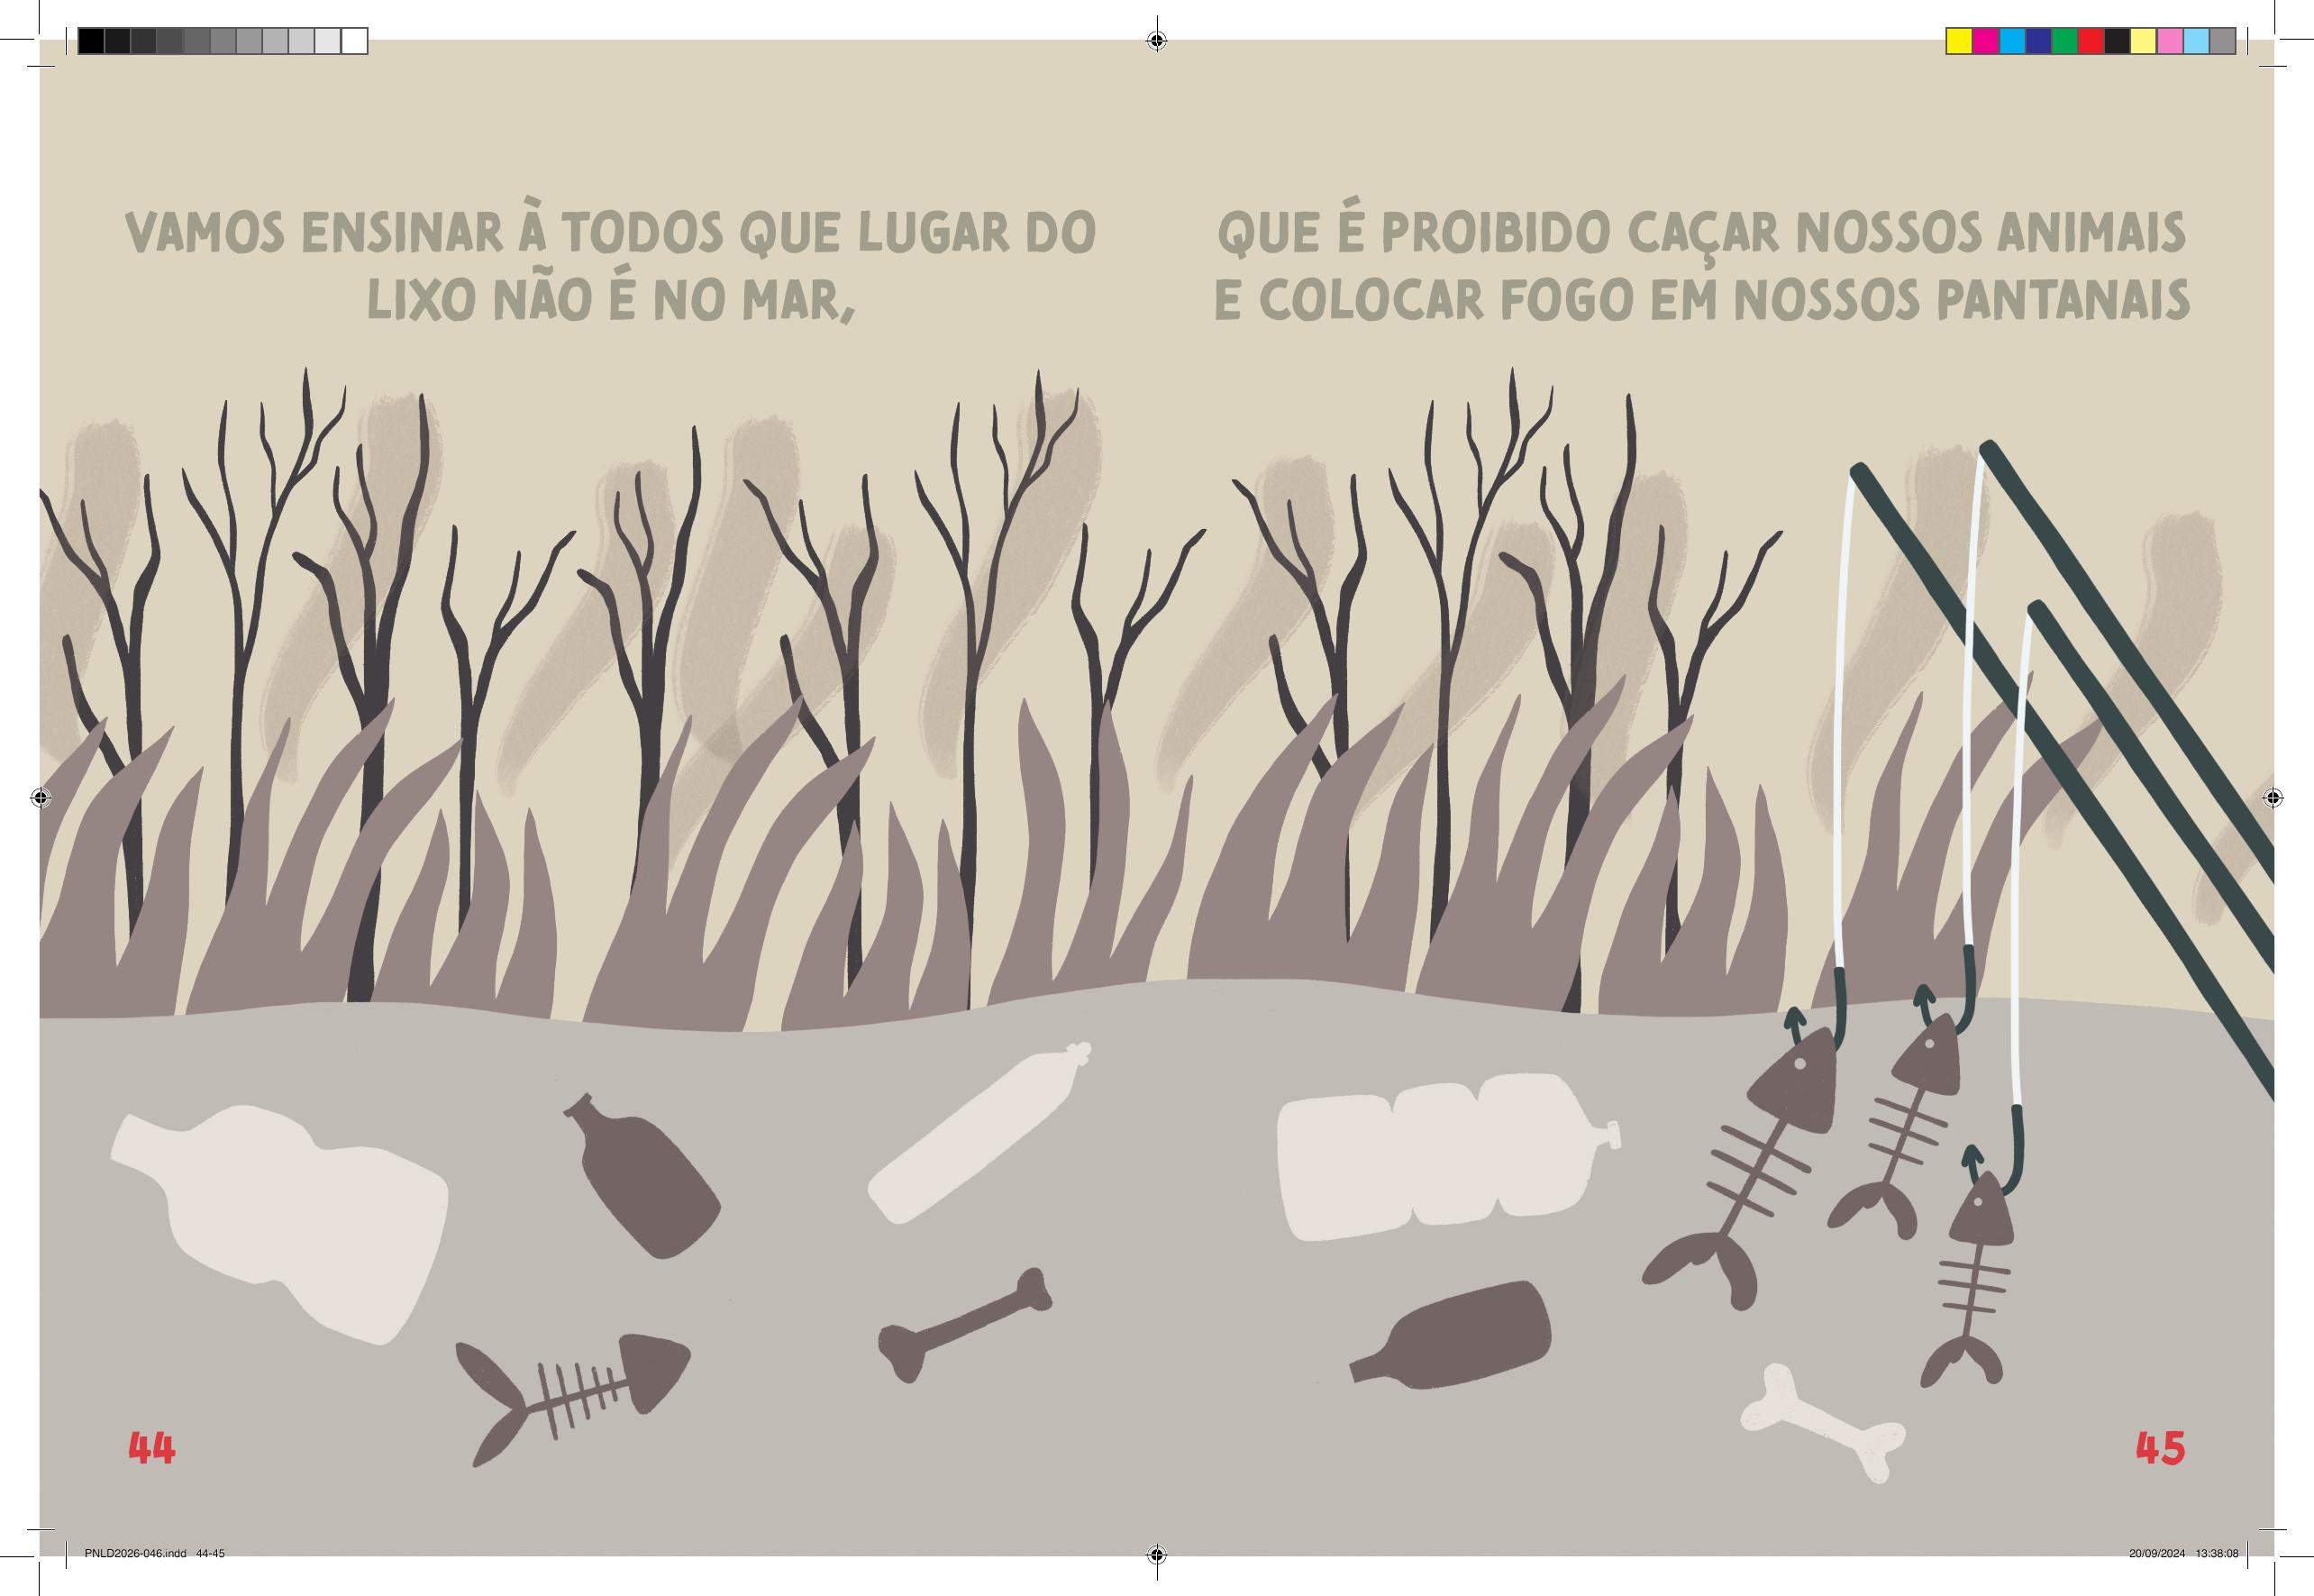 VAMOS ENSINAR À TODOS QUE LUGAR DO
LIXO NÃO É NO MAR,
QUE É PROIBIDO CAÇAR NOSSOS ANIMAIS
E COLOCAR FOGO EM NOSSOS PANTANAIS
44
45
PNLD2026-046.indd 44-45
20/09/2024 13:38:08